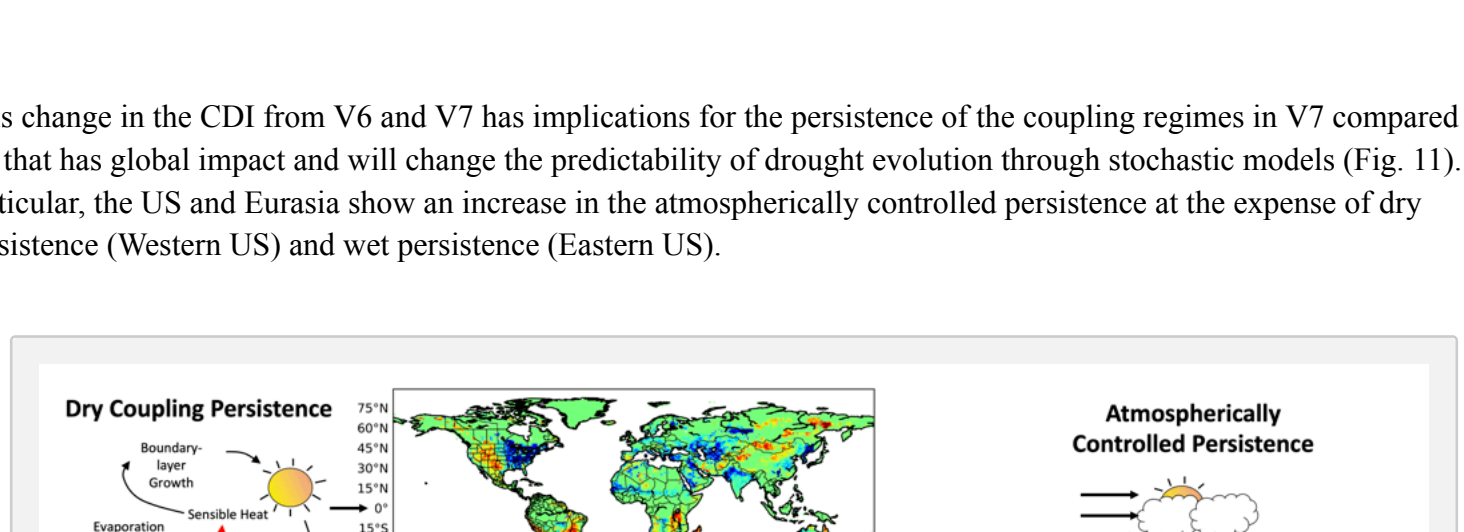 s change in the CDI from V6 and V7 has implications for the persistence of the coupling regimes in V7 compared
that has global impact and will change the predictability of drought evolution through stochastic models (Fig. 11).
ticular, the US and Eurasia show an increase in the atmospherically controlled persistence at the expense of dry
sistence (Western US) and wet persistence (Eastern US).
Dry Coupling Persistence
Boundary-
layer
Growth
Sensible Heat
Evaporation
75°N
60°N
45°N
30°N
15°N
0°
15°S
Atmospherically
Controlled Persistence